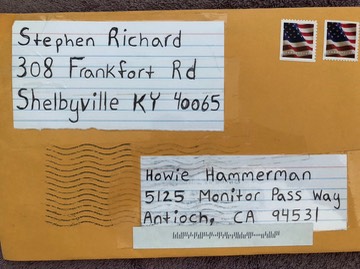 Stephen Richard
308 Frankfort Rd
Shelbyville KY 40065
Howie Hammerman
5125 Monitor Pass Way
Antioch, CA 94531